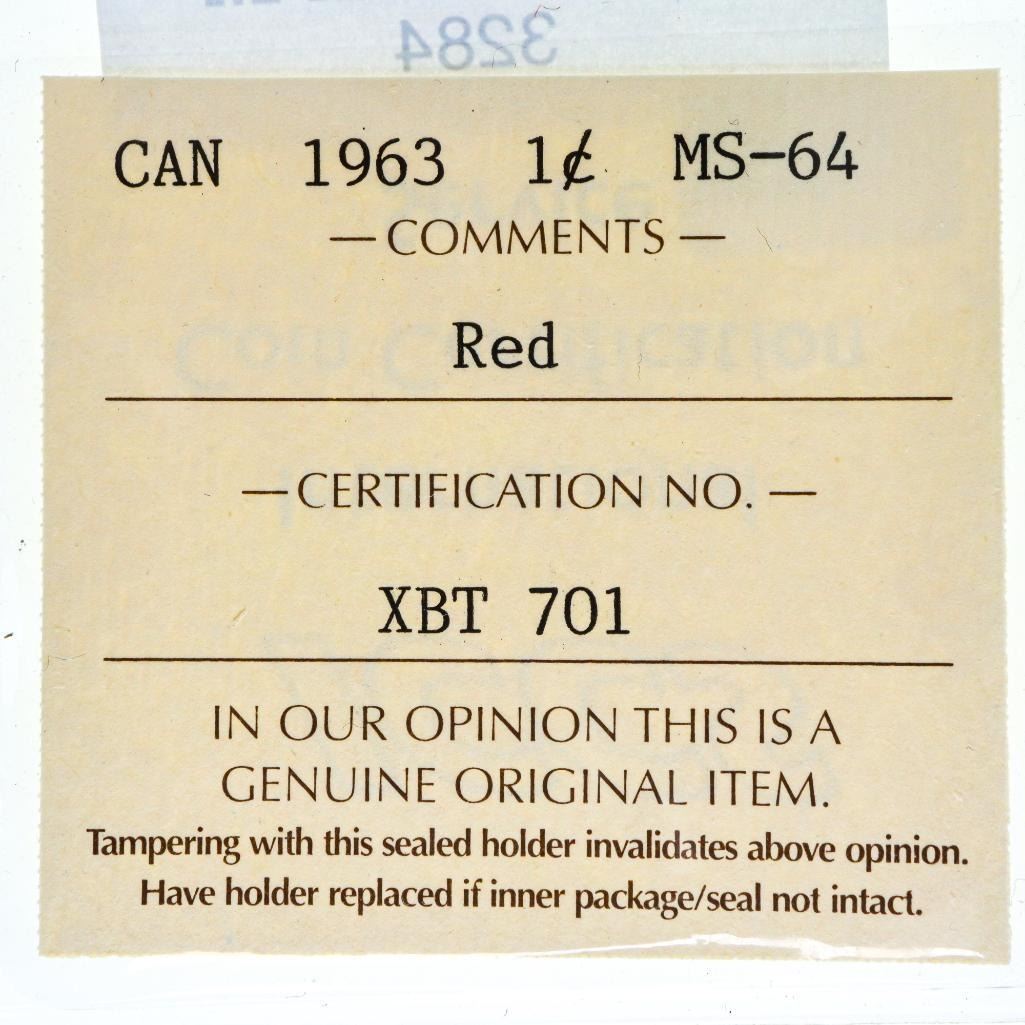 3284
CAN 1963 1¢ MS-64
— COMMENTS —
Red
— CERTIFICATION NO. —
XBT 701
IN OUR OPINION THIS IS A
GENUINE ORIGINAL ITEM.
Tampering with this sealed holder invalidates above opinion.
Have holder replaced if inner package/seal not intact.